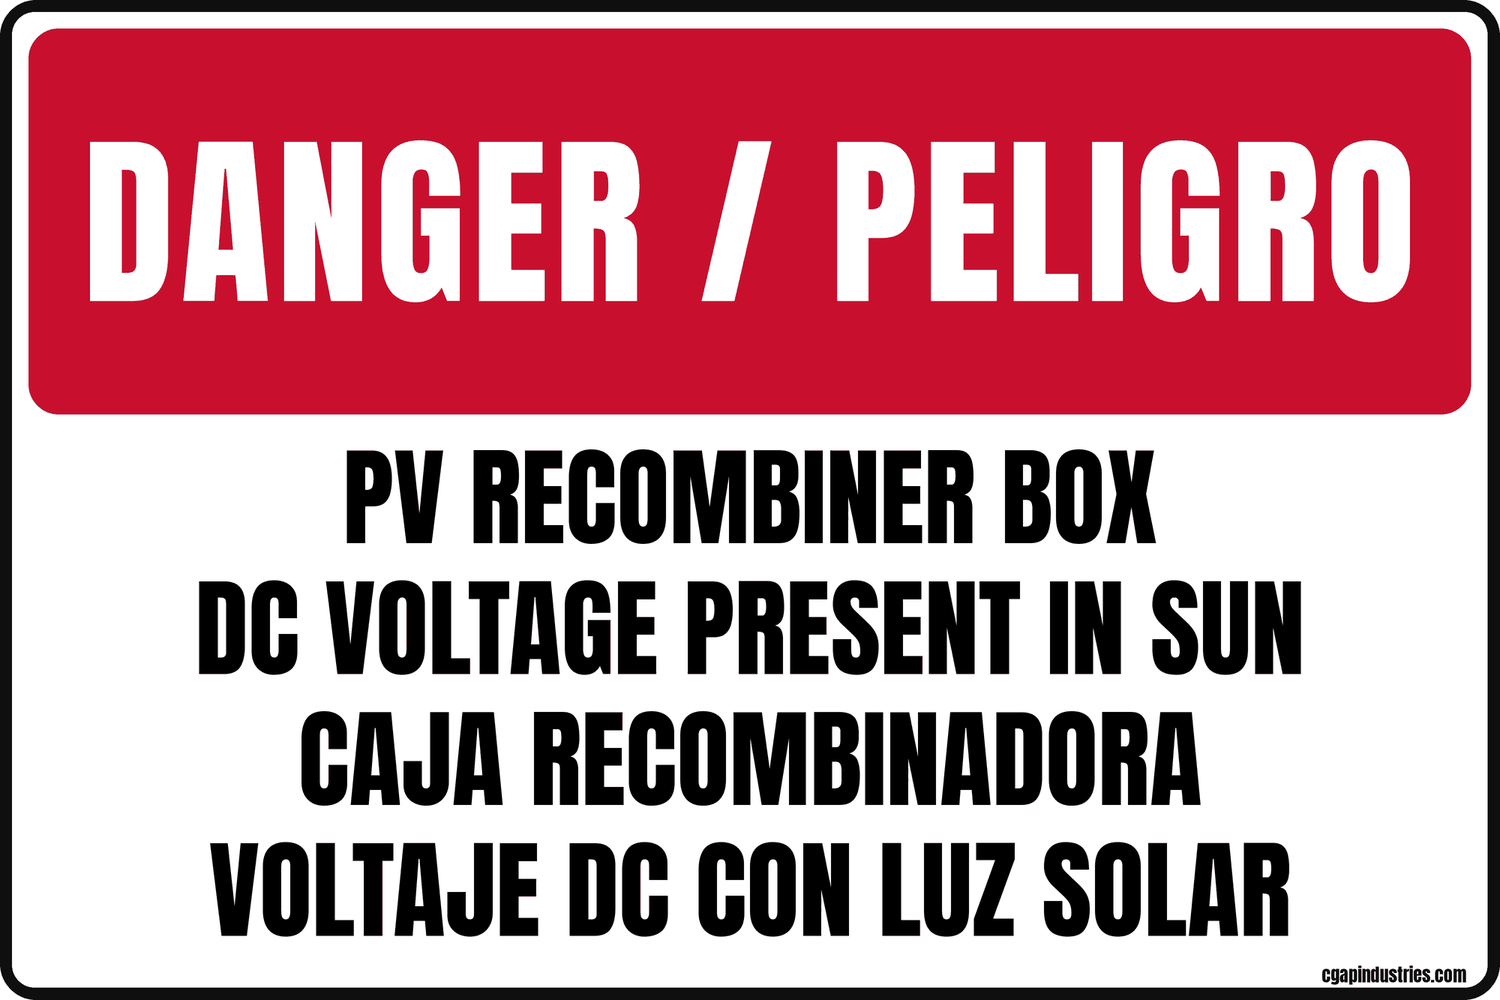 DANGER / PELIGRO
PV RECOMBINER BOX
DC VOLTAGE PRESENT IN SUN
CAJA RECOMBINADORA
VOLTAJE DC CON LUZ SOLAR
cgapindustries.com